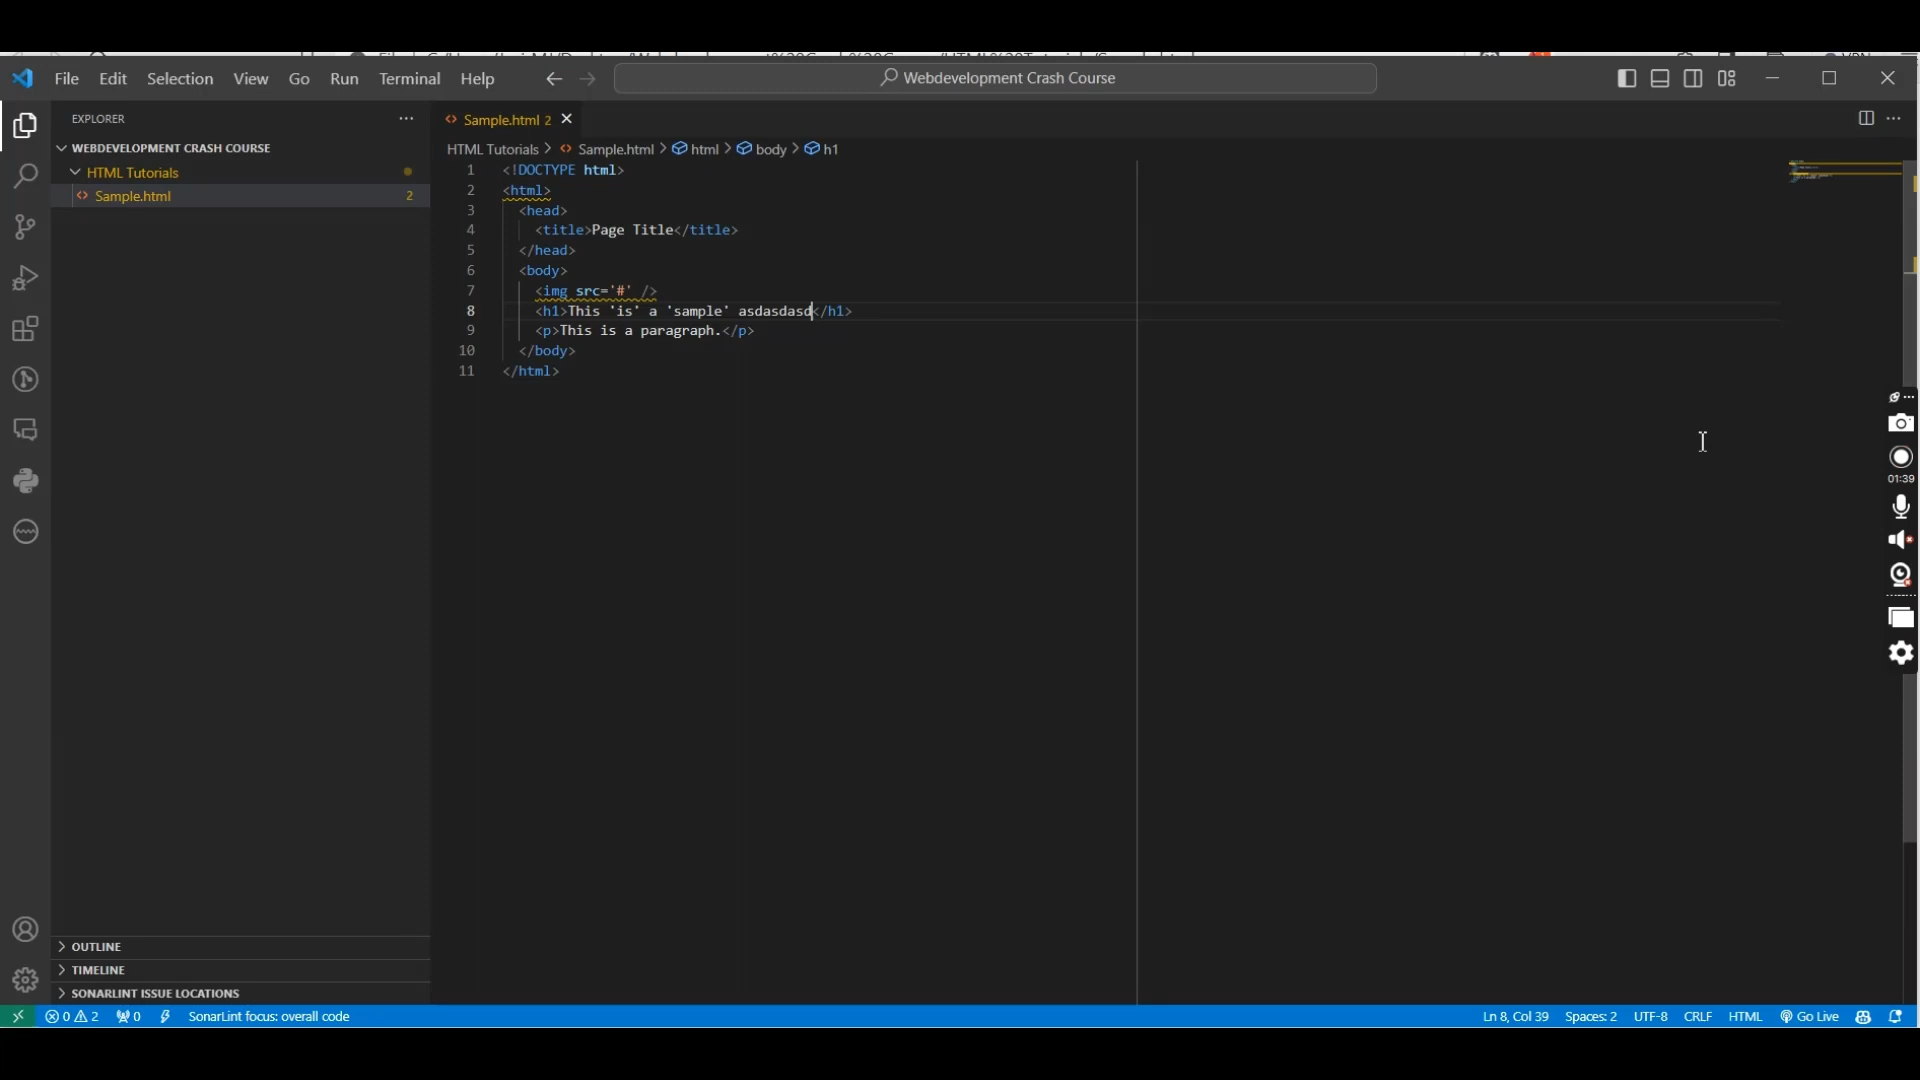 File Edit Selection View Go Run Terminal Help Webdevelopment Crash Course
EXPLORER
Sample.html 2
WEBDEVELOPMENT CRASH COURSE
HTML Tutorials > Sample.html > html > body > h1
HTML Tutorials
Sample.html 2
1 <!DOCTYPE html>
2 <html>
3 <head>
4 <title>Page Title</title>
5 </head>
6 <body>
7 <img src='#' />
8 <h1>This 'is' a 'sample' asdasdasd</h1>
9 <p>This is a paragraph.</p>
10 </body>
11 </html>
01:39
OUTLINE
TIMELINE
SONARLINT ISSUE LOCATIONS
0 2 0 SonarLint focus: overall code Ln 8, Col 39 Spaces: 2 UTF-8 CRLF HTML Go Live